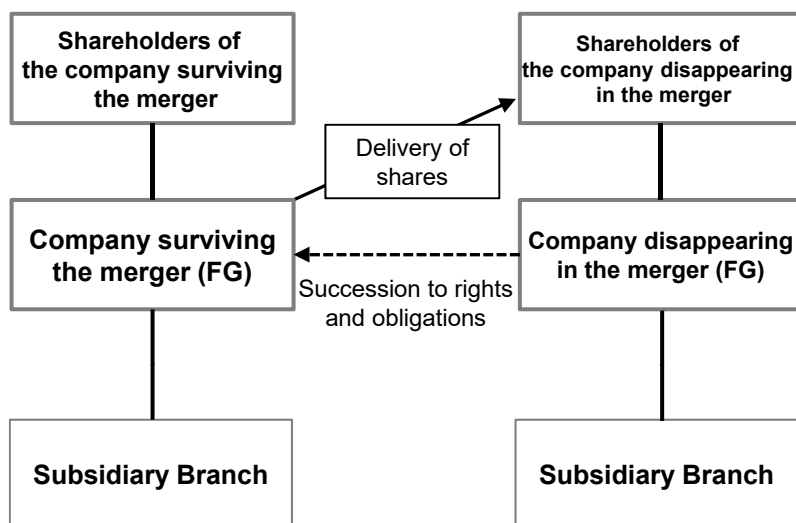 Shareholders of
the company surviving
the merger
Shareholders of
the company disappearing
in the merger
Delivery of
shares
Company surviving
the merger (FG)
Company disappearing
in the merger (FG)
Succession to rights
and obligations
Subsidiary Branch
Subsidiary Branch